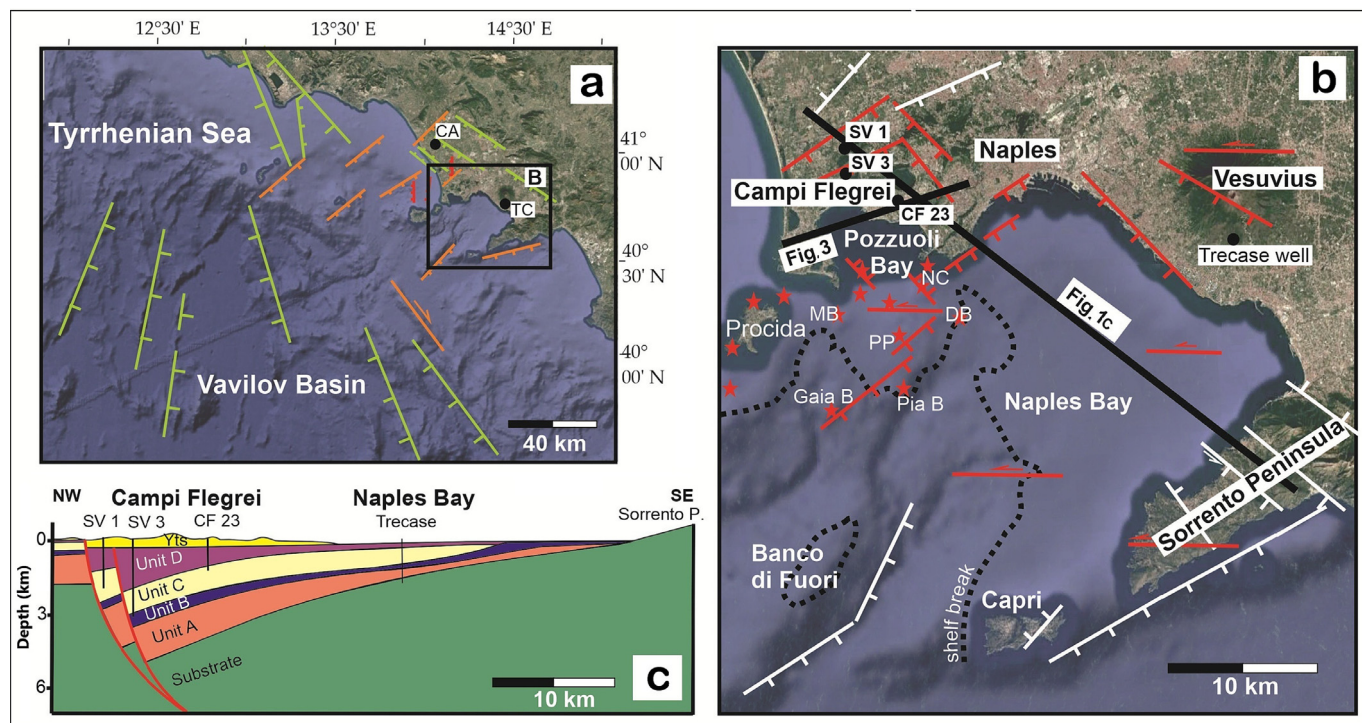 12°30' E
13°30' E
14°30' E
a
Tyrrhenian Sea
CA
B
TC
Vavilov Basin
41°
00' N
40°
30' N
40°
00' N
40 km
b
SV 1
SV 3
Naples
Campi Flegrei
Vesuvius
CF 23
Fig. 3
Pozzuoli
Bay
Trecase well
NC
MB
DB
Procida
PP
Fig. 1c
Gaia B
Pia B
Naples Bay
Sorrento Peninsula
Banco
di Fuori
shelf break
Capri
10 km
NW
Campi Flegrei
Naples Bay
SE
SV 1
SV 3
CF 23
Trecase
Sorrento P.
Depth (km)
0
3
6
Yts
Unit D
Unit C
Unit B
Unit A
Substrate
10 km
c